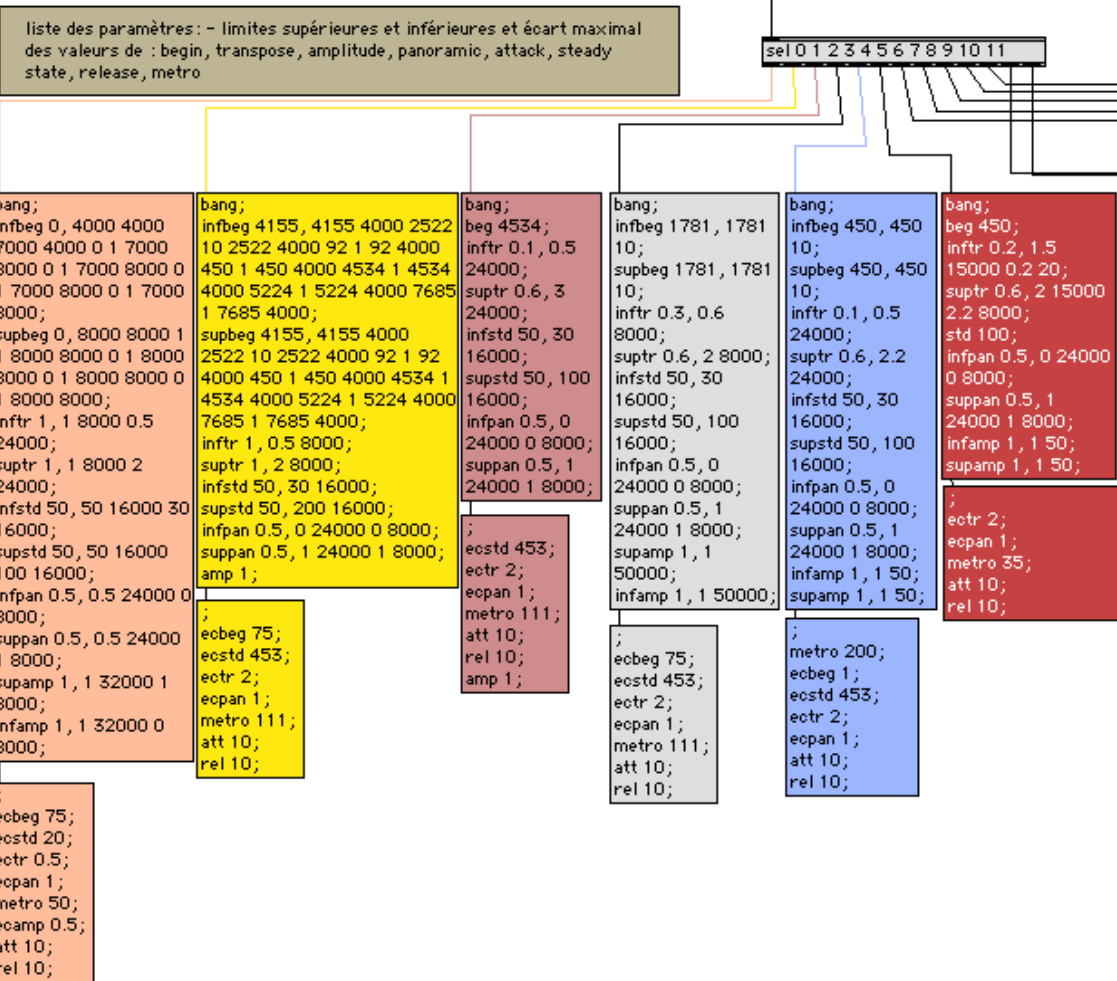 liste des paramètres: - limites supérieures et inférieures et écart maximal
des valeurs de : begin, transpose, amplitude, panoramic, attack, steady
state, release, metro
sel 0 1 2 3 4 5 6 7 8 9 10 11
bang;
nfbeg 0, 4000 4000
7000 4000 0 1 7000
8000 0 1 7000 8000 0
1 7000 8000 0 1 7000
8000;
supbeg 0, 8000 8000 1
1 8000 8000 0 1 8000
8000 0 1 8000 8000 0
1 8000 8000;
nftr 1, 1 8000 0.5
24000;
suptr 1, 1 8000 2
24000;
nfstd 50, 50 16000 30
16000;
supstd 50, 50 16000
100 16000;
nfpan 0.5, 0.5 24000 0
8000;
suppan 0.5, 0.5 24000
1 8000;
supamp 1, 1 32000 1
8000;
nfamp 1, 1 32000 0
8000;
;
ecbeg 75;
ecstd 20;
ectr 0.5;
ecpan 1;
metro 50;
ecamp 0.5;
att 10;
rel 10;
bang;
infbeg 4155, 4155 4000 2522
10 2522 4000 92 1 92 4000
450 1 450 4000 4534 1 4534
4000 5224 1 5224 4000 7685
1 7685 4000;
supbeg 4155, 4155 4000
2522 10 2522 4000 92 1 92
4000 450 1 450 4000 4534 1
4534 4000 5224 1 5224 4000
7685 1 7685 4000;
inftr 1, 0.5 8000;
suptr 1, 2 8000;
infstd 50, 30 16000;
supstd 50, 200 16000;
infpan 0.5, 0 24000 0 8000;
suppan 0.5, 1 24000 1 8000;
amp 1;
;
ecbeg 75;
ecstd 453;
ectr 2;
ecpan 1;
metro 111;
att 10;
rel 10;
bang;
beg 4534;
inftr 0.1, 0.5
24000;
suptr 0.6, 3
24000;
infstd 50, 30
16000;
supstd 50, 100
16000;
infpan 0.5, 0
24000 0 8000;
suppan 0.5, 1
24000 1 8000;
;
ecstd 453;
ectr 2;
ecpan 1;
metro 111;
att 10;
rel 10;
amp 1;
bang;
infbeg 1781, 1781
10;
supbeg 1781, 1781
10;
inftr 0.3, 0.6
8000;
suptr 0.6, 2 8000;
infstd 50, 30
16000;
supstd 50, 100
16000;
infpan 0.5, 0
24000 0 8000;
suppan 0.5, 1
24000 1 8000;
supamp 1, 1
50000;
infamp 1, 1 50000;
;
ecbeg 75;
ecstd 453;
ectr 2;
ecpan 1;
metro 111;
att 10;
rel 10;
bang;
infbeg 450, 450
10;
supbeg 450, 450
10;
inftr 0.1, 0.5
24000;
suptr 0.6, 2.2
24000;
infstd 50, 30
16000;
supstd 50, 100
16000;
infpan 0.5, 0
24000 0 8000;
suppan 0.5, 1
24000 1 8000;
infamp 1, 1 50;
supamp 1, 1 50;
;
metro 200;
ecbeg 1;
ecstd 453;
ectr 2;
ecpan 1;
att 10;
rel 10;
bang;
beg 450;
inftr 0.2, 1.5
15000 0.2 20;
suptr 0.6, 2 15000
2.2 8000;
std 100;
infpan 0.5, 0 24000
0 8000;
suppan 0.5, 1
24000 1 8000;
infamp 1, 1 50;
supamp 1, 1 50;
;
ectr 2;
ecpan 1;
metro 35;
att 10;
rel 10;